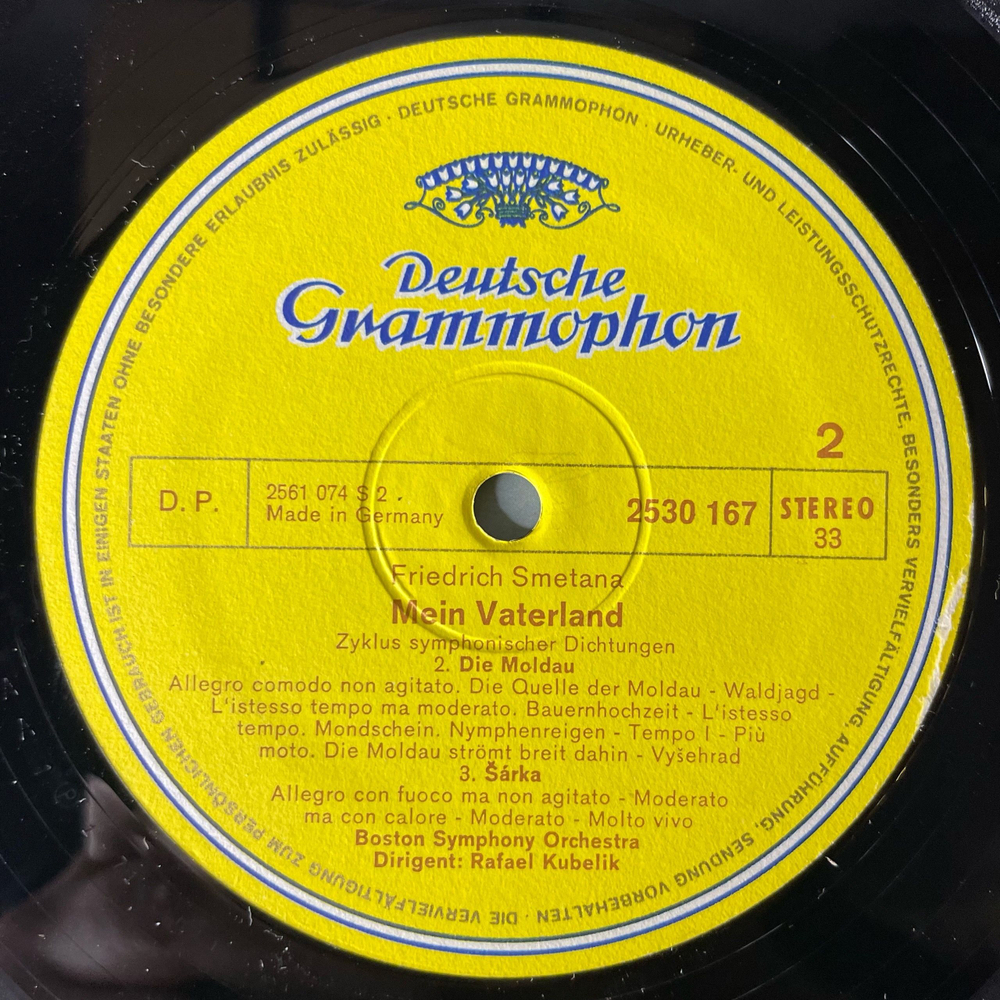 DEUTSCHE GRAMMOPHON · URHEBER- UND LEISTUNGSSCHUTZRECHTE, BESONDERS VERVIELFÄLTIGUNG, AUFFÜHRUNG, SENDUNG VORBEHALTEN · DIE VERVIELFÄLTIGUNG ZUM PERSÖNLICHEN GEBRAUCH IST IN EINIGEN STAATEN OHNE BESONDERE ERLAUBNIS ZULÄSSIG ·
Deutsche
Grammophon
2
D. P.
2561 074 S 2
Made in Germany
2530 167
STEREO
33
Friedrich Smetana
Mein Vaterland
Zyklus symphonischer Dichtungen
2. Die Moldau
Allegro comodo non agitato. Die Quelle der Moldau - Waldjagd -
L'istesso tempo ma moderato. Bauernhochzeit - L'istesso
tempo. Mondschein. Nymphenreigen - Tempo I - Più
moto. Die Moldau strömt breit dahin - Vyšehrad
3. Šárka
Allegro con fuoco ma non agitato - Moderato
ma con calore - Moderato - Molto vivo
Boston Symphony Orchestra
Dirigent: Rafael Kubelik